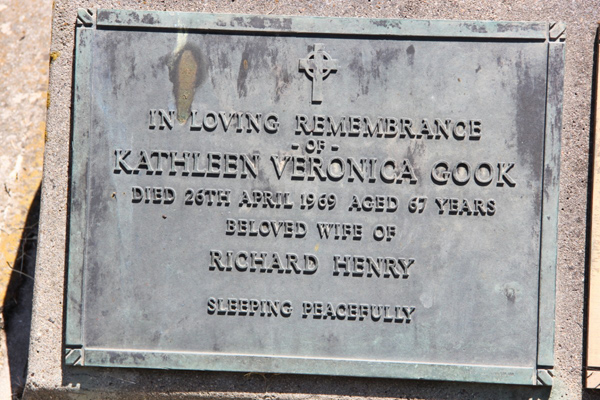 IN LOVING REMEMBRANCE
- OF -
KATHLEEN VERONICA GOOK
DIED 26TH APRIL 1969 AGED 67 YEARS
BELOVED WIFE OF
RICHARD HENRY
SLEEPING PEACEFULLY